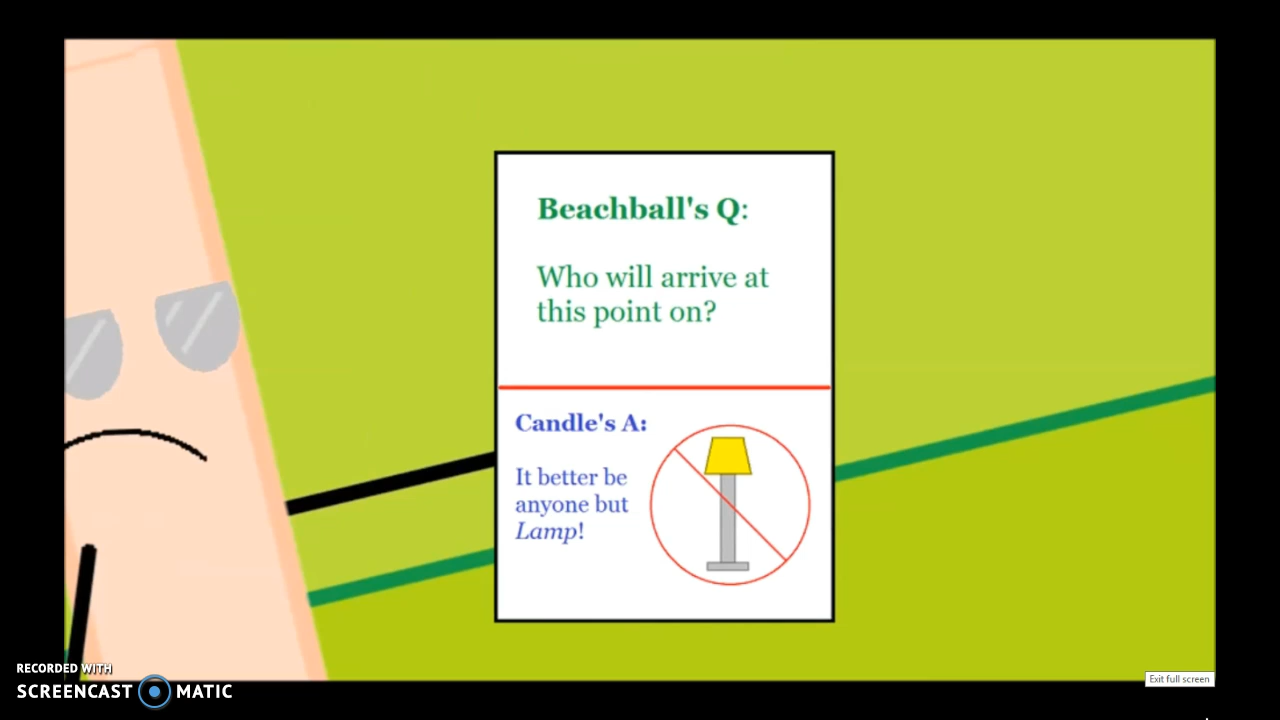 Beachball's Q:
Who will arrive at
this point on?
Candle's A:
It better be
anyone but
Lamp!
RECORDED WITH
SCREENCAST MATIC
Exit full screen